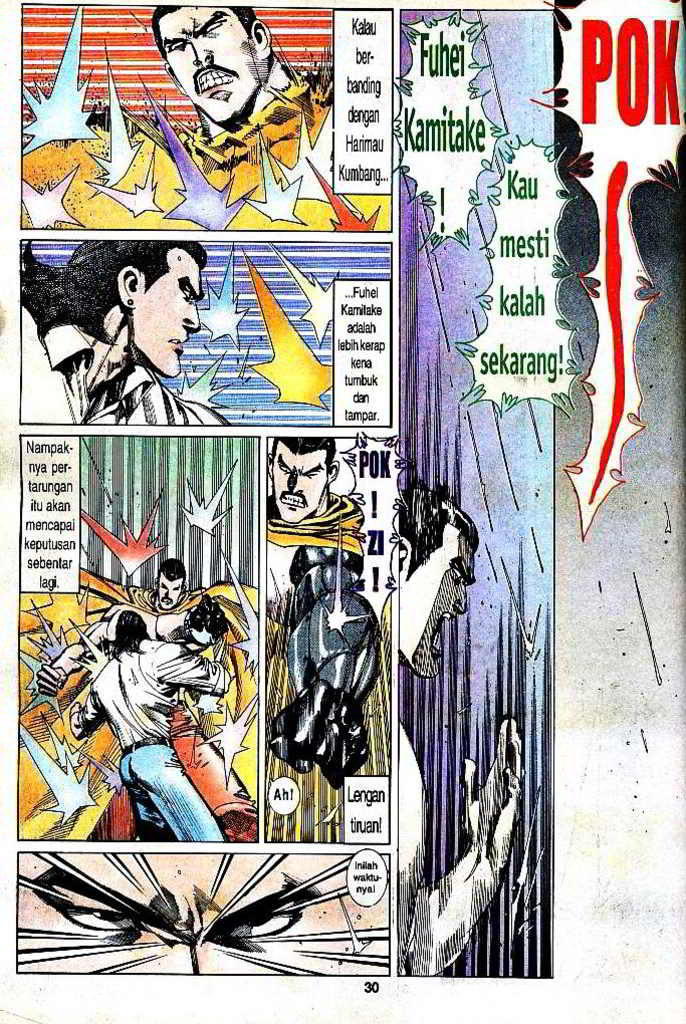 Kalau
ber-
banding
dengan
Harimau
Kumbang...
...Fuhei
Kamitake
adalah
lebih kerap
kena
tumbuk
dan
tampar.
Nampak-
nya per-
tarungan
itu akan
mencapai
keputusan
sebentar
lagi.
POK
!
ZI
!
Ah!
Lengan
tiruan!
Inilah
waktu-
nya!
Fuhei
Kamitake
!
Kau
mesti
kalah
sekarang!
POK
!
30